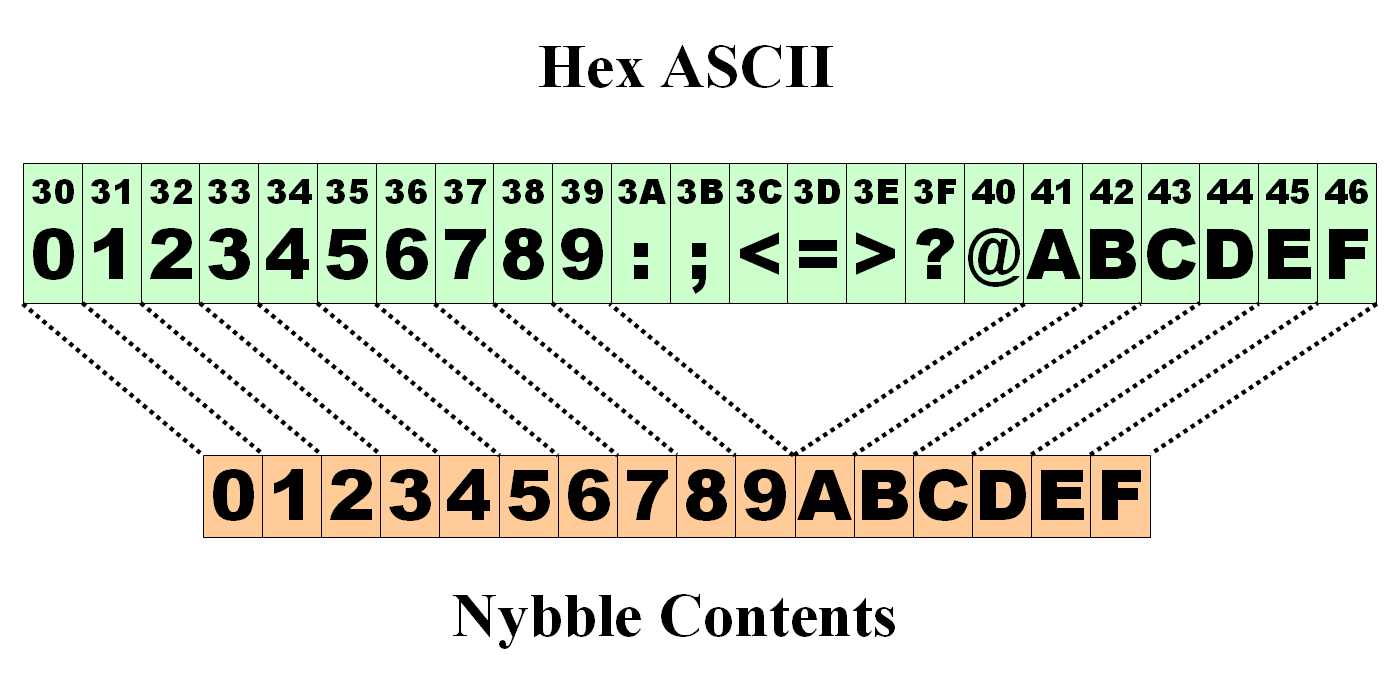 Hex ASCII
30 31 32 33 34 35 36 37 38 39 3A 3B 3C 3D 3E 3F 40 41 42 43 44 45 46
0 1 2 3 4 5 6 7 8 9 : ; < = > ? @ A B C D E F
0 1 2 3 4 5 6 7 8 9 A B C D E F
Nybble Contents